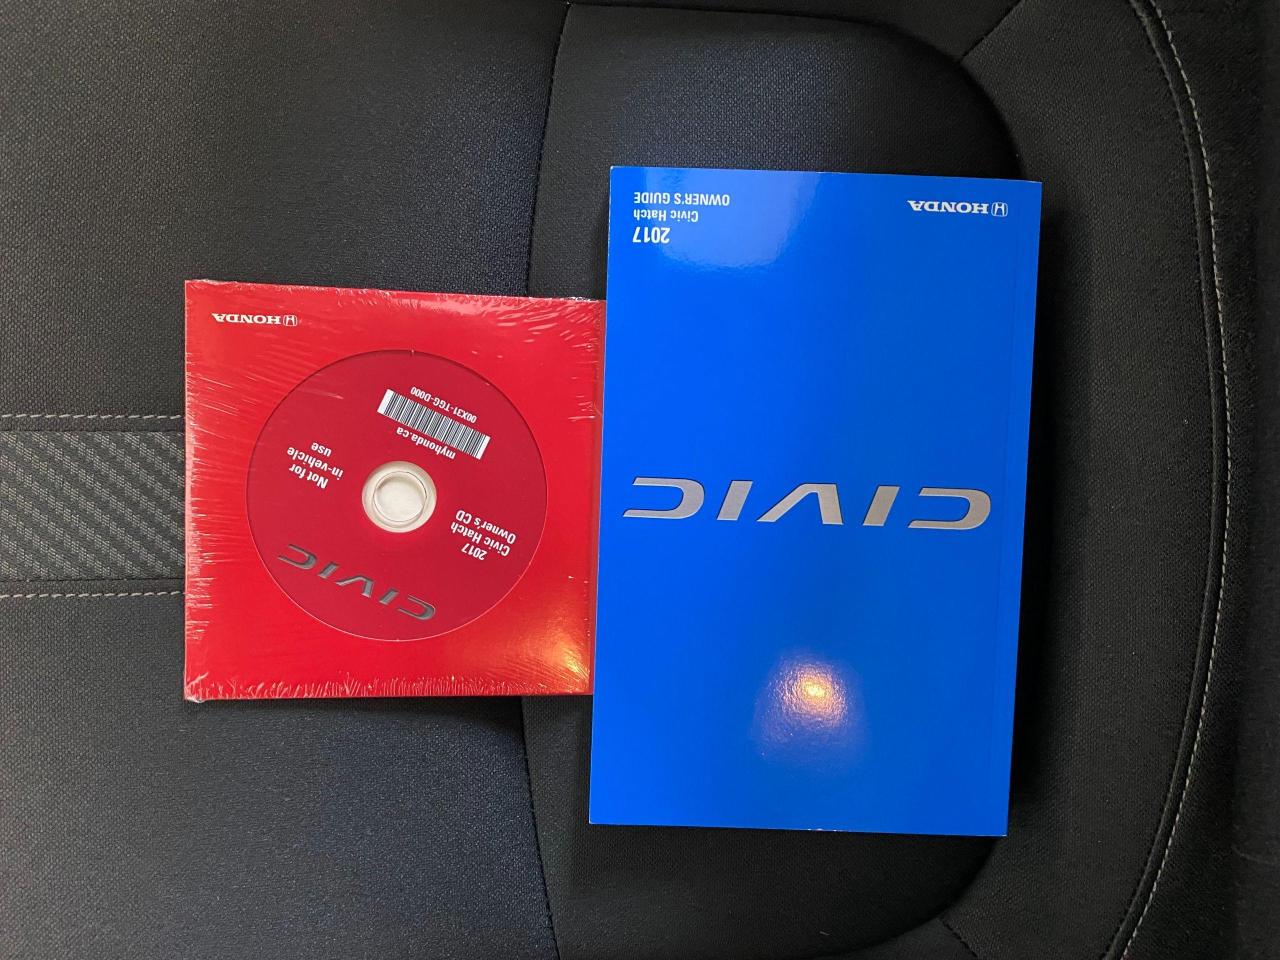 HONDA
CIVIC
2017
Civic Hatch
OWNER'S GUIDE
CIVIC
2017
Civic Hatch
Owner's CD
Not for
in-vehicle
use
myhonda.ca
00X31-TGG-D000
HONDA